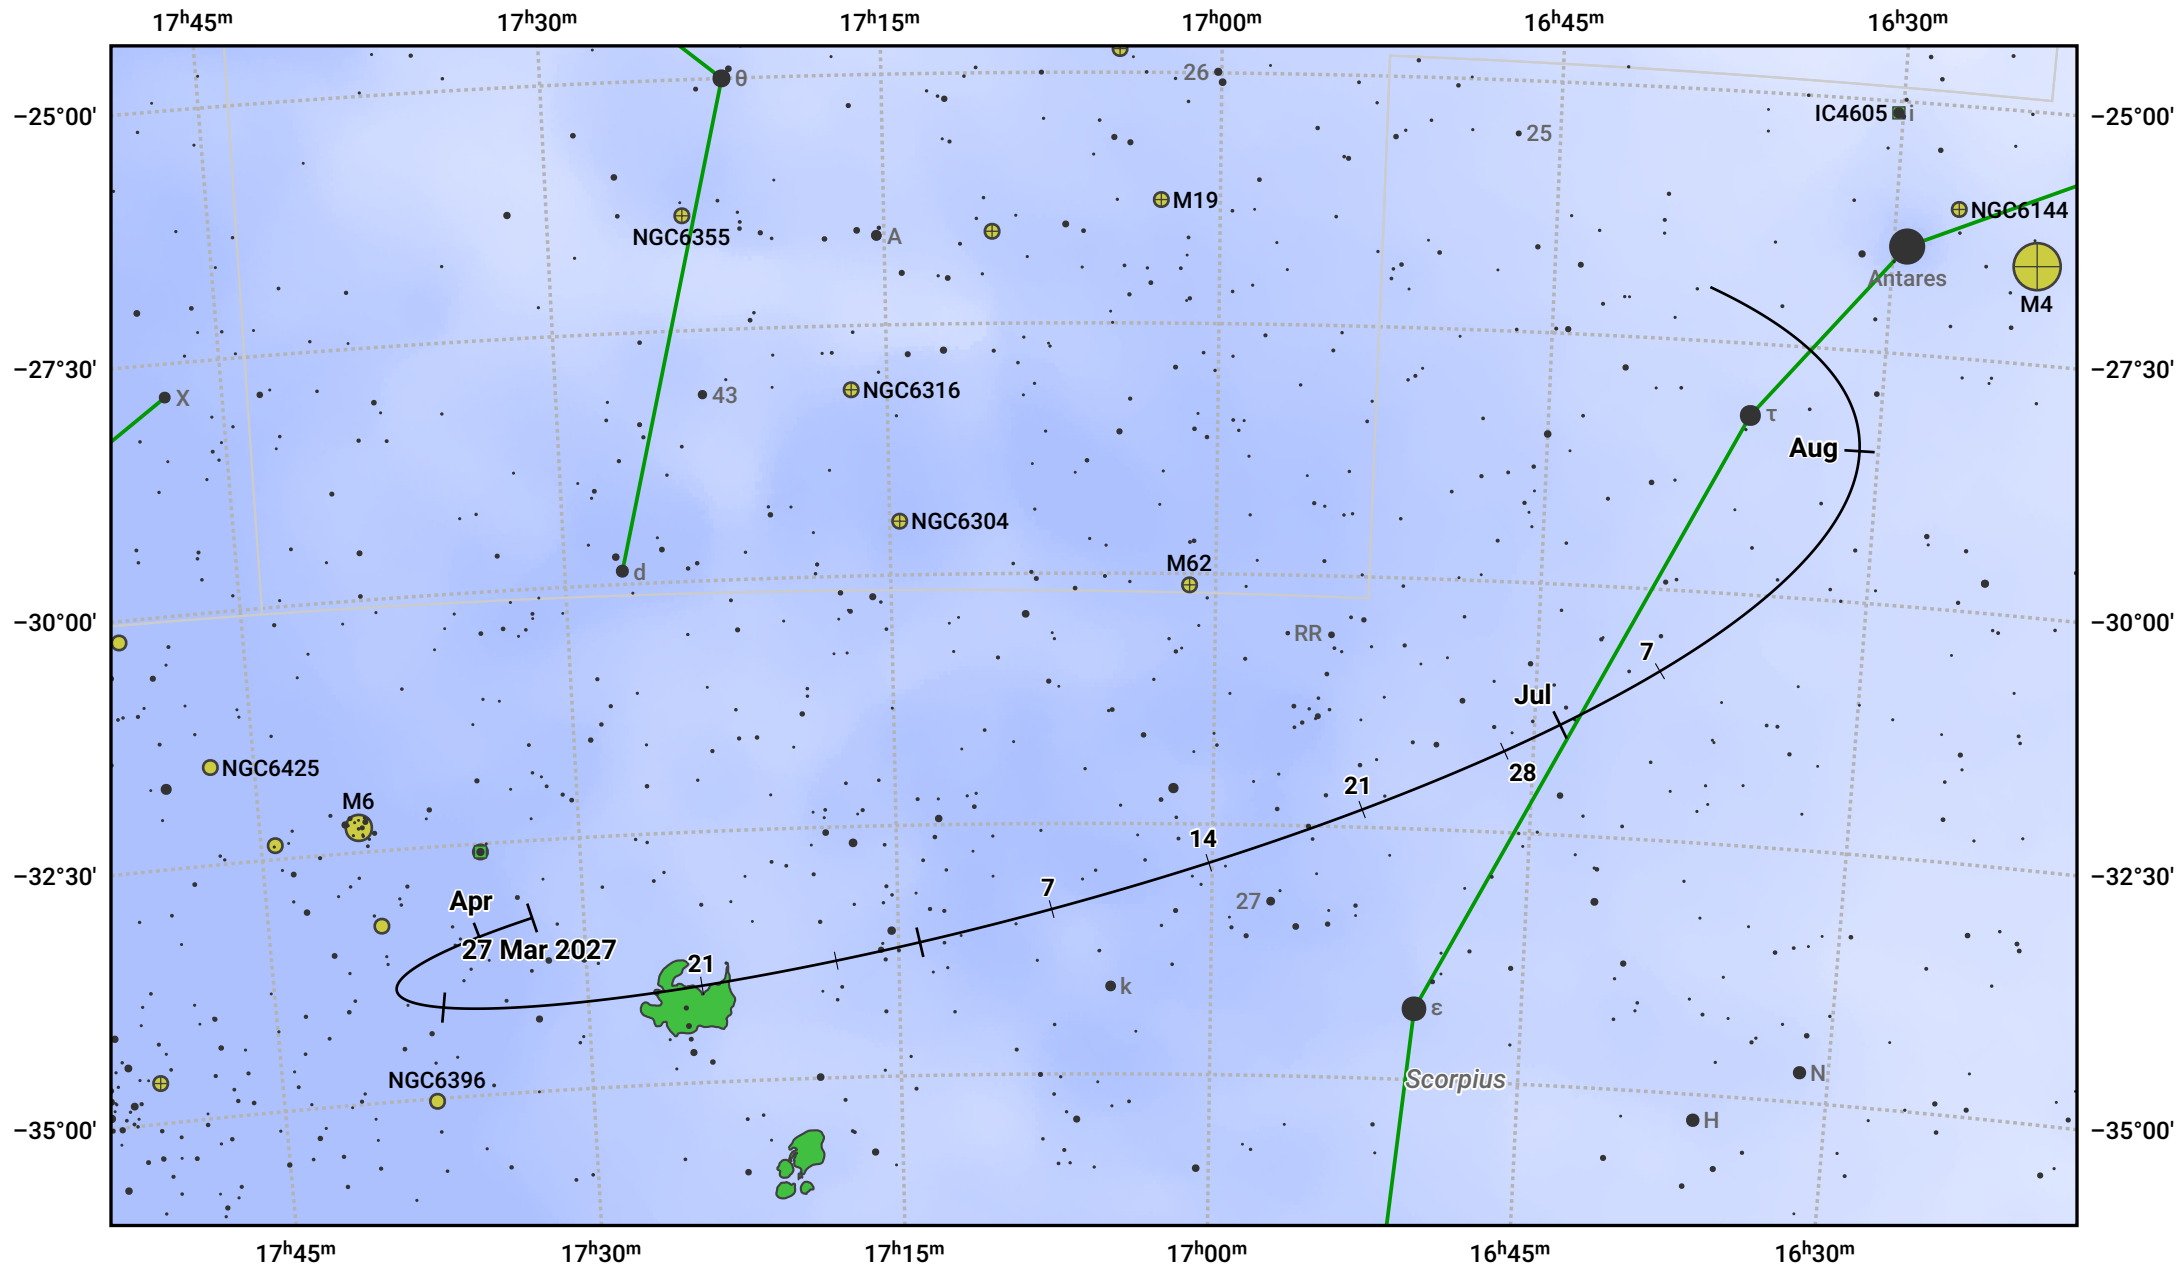 17ʰ45ᵐ 17ʰ30ᵐ 17ʰ15ᵐ 17ʰ00ᵐ 16ʰ45ᵐ 16ʰ30ᵐ
θ
26
−25°00' −25°00'
IC4605 i
25
M19
NGC6144
NGC6355
A
Antares
M4
−27°30' −27°30'
X
43
NGC6316
τ
Aug
NGC6304
M62
d
−30°00' −30°00'
RR
7
Jul
NGC6425
28
21
M6
14
−32°30' −32°30'
7
Apr
27
27 Mar 2027
21
k
ε
NGC6396
Scorpius
N
H
−35°00' −35°00'
17ʰ45ᵐ 17ʰ30ᵐ 17ʰ15ᵐ 17ʰ00ᵐ 16ʰ45ᵐ 16ʰ30ᵐ